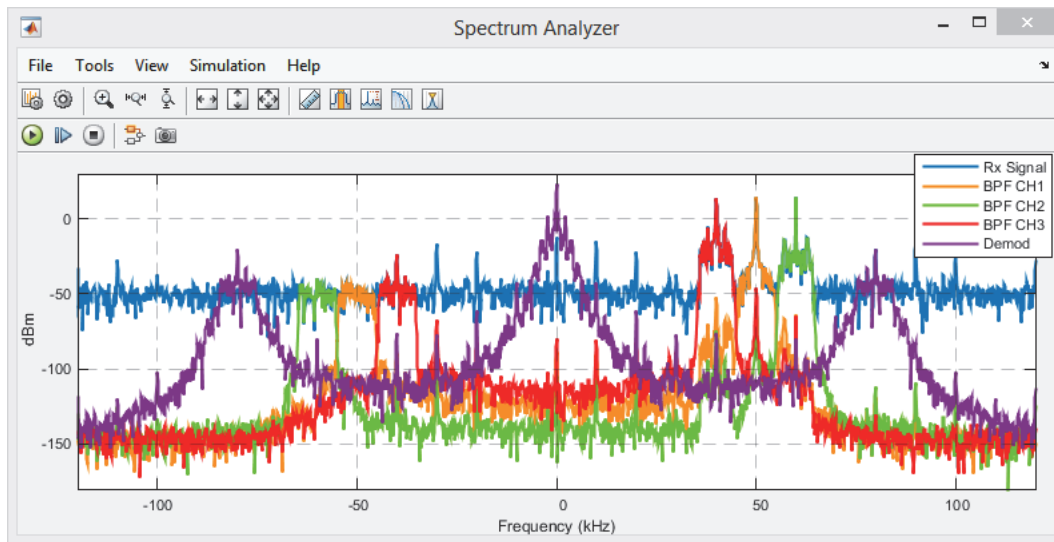 Spectrum Analyzer
File Tools View Simulation Help
Rx Signal
BPF CH1
BPF CH2
BPF CH3
Demod
0
-50
-100
-150
dBm
-100 -50 0 50 100
Frequency (kHz)